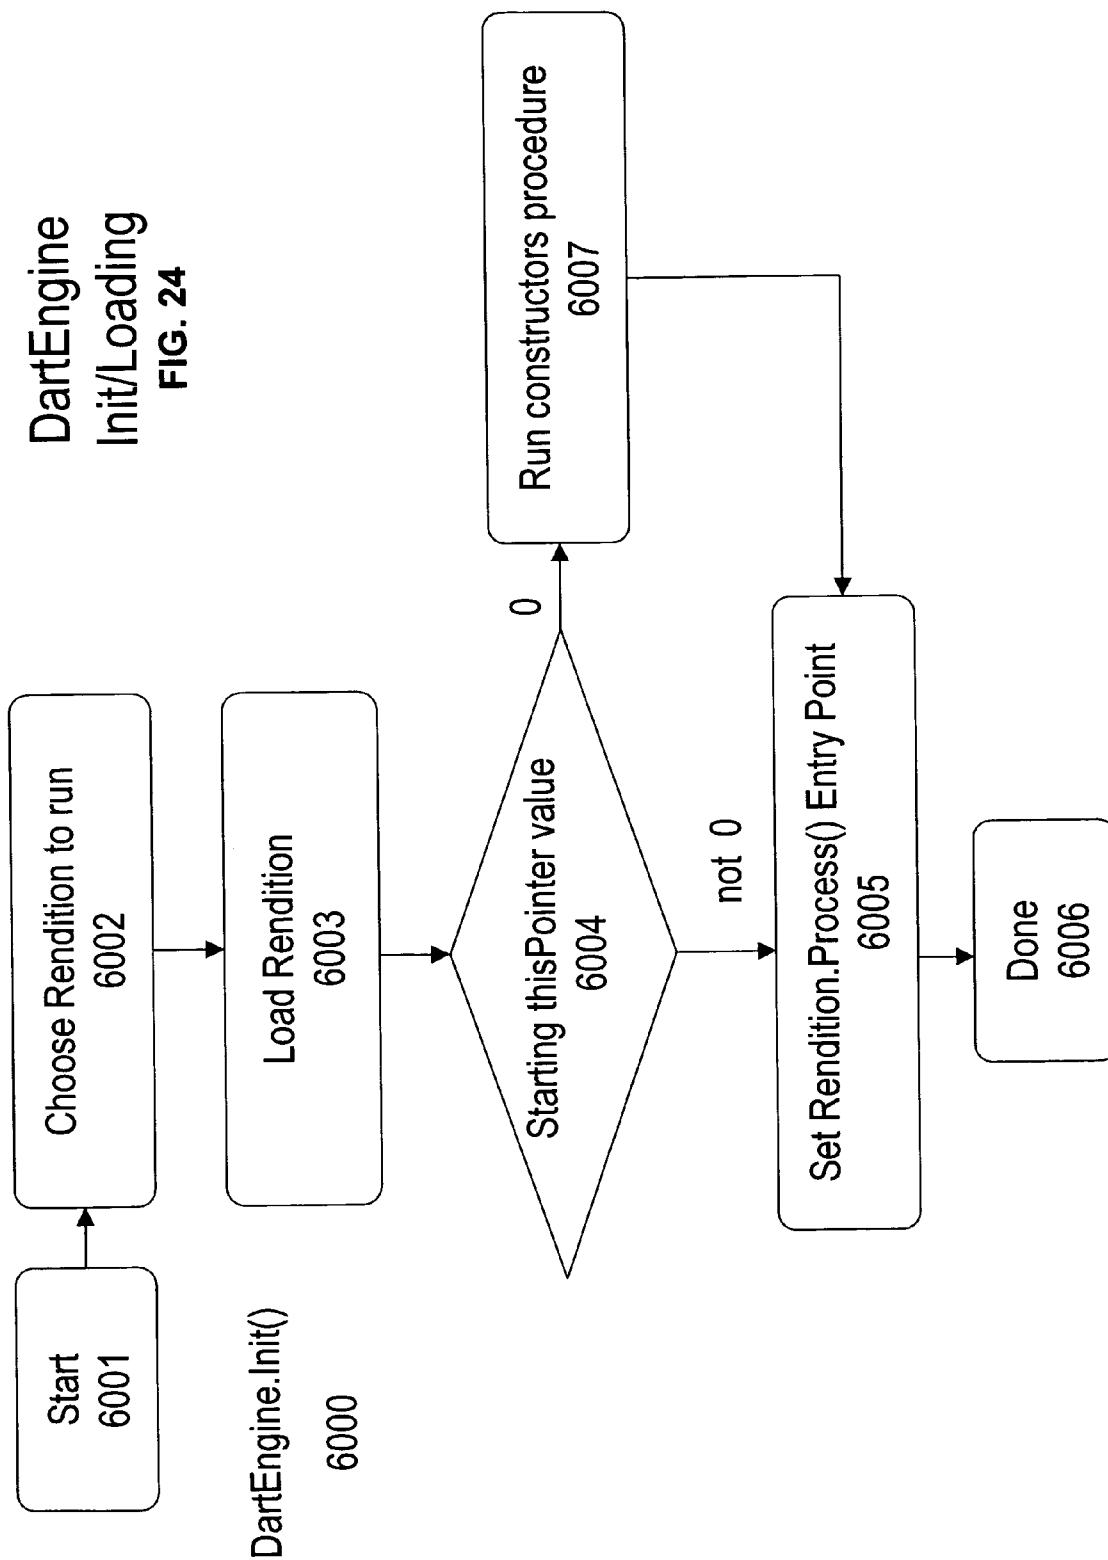 DartEngine
Init/Loading
FIG. 24
Start
6001
Choose Rendition to run
6002
DartEngine.Init()
6000
Load Rendition
6003
Starting thisPointer value
6004
0
Run constructors procedure
6007
not 0
Set Rendition.Process() Entry Point
6005
Done
6006